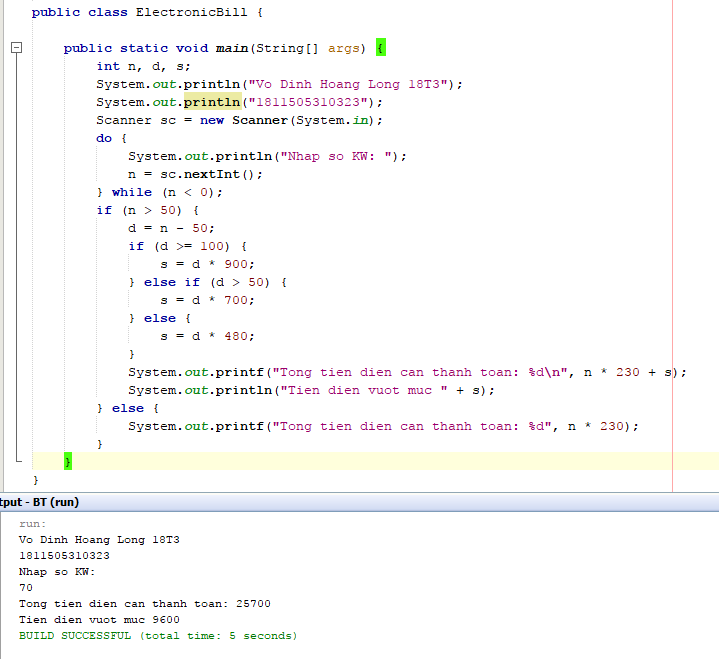 public class ElectronicBill {
public static void main(String[] args) {
int n, d, s;
System.out.println("Vo Dinh Hoang Long 18T3");
System.out.println("1811505310323");
Scanner sc = new Scanner(System.in);
do {
System.out.println("Nhap so KW: ");
n = sc.nextInt();
} while (n < 0);
if (n > 50) {
d = n - 50;
if (d >= 100) {
s = d * 900;
} else if (d > 50) {
s = d * 700;
} else {
s = d * 480;
}
System.out.printf("Tong tien dien can thanh toan: %d\n", n * 230 + s);
System.out.println("Tien dien vuot muc " + s);
} else {
System.out.printf("Tong tien dien can thanh toan: %d", n * 230);
}
}
}
tput - BT (run)
run:
Vo Dinh Hoang Long 18T3
1811505310323
Nhap so KW:
70
Tong tien dien can thanh toan: 25700
Tien dien vuot muc 9600
BUILD SUCCESSFUL (total time: 5 seconds)